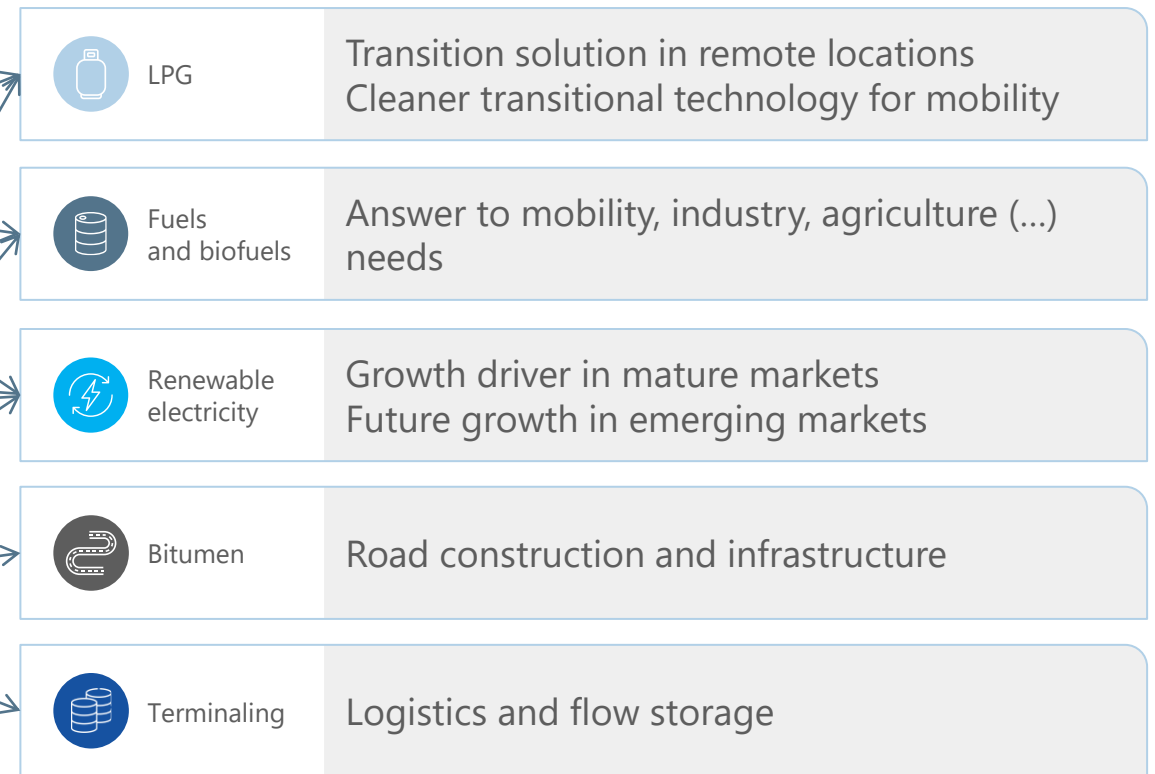 LPG
Transition solution in remote locations
Cleaner transitional technology for mobility
Fuels
and biofuels
Answer to mobility, industry, agriculture (…)
needs
Renewable
electricity
Growth driver in mature markets
Future growth in emerging markets
Bitumen
Road construction and infrastructure
Terminaling
Logistics and flow storage